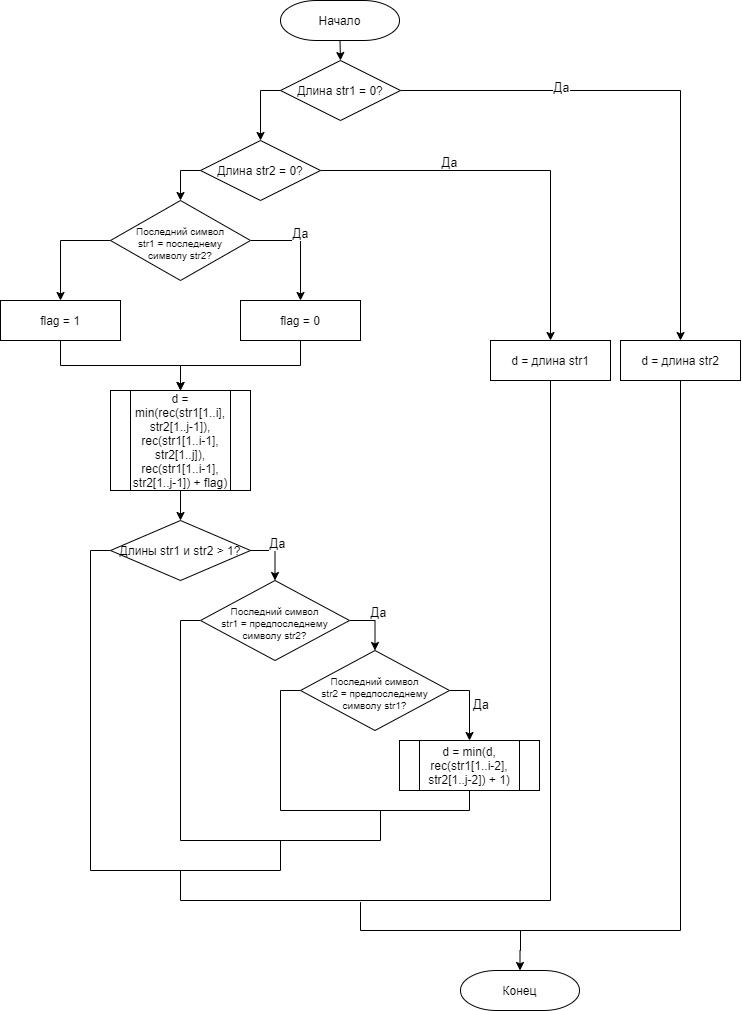 Начало
Длина str1 = 0?
Да
Длина str2 = 0?
Да
Последний символ
str1 = последнему
символу str2?
Да
flag = 1
flag = 0
d = длина str1
d = длина str2
d =
min(rec(str1[1..i],
str2[1..j-1]),
rec(str1[1..i-1],
str2[1..j]),
rec(str1[1..i-1],
str2[1..j-1]) + flag)
Длины str1 и str2 > 1?
Да
Последний символ
str1 = предпоследнему
символу str2?
Да
Последний символ
str2 = предпоследнему
символу str1?
Да
d = min(d,
rec(str1[1..i-2],
str2[1..j-2]) + 1)
Конец